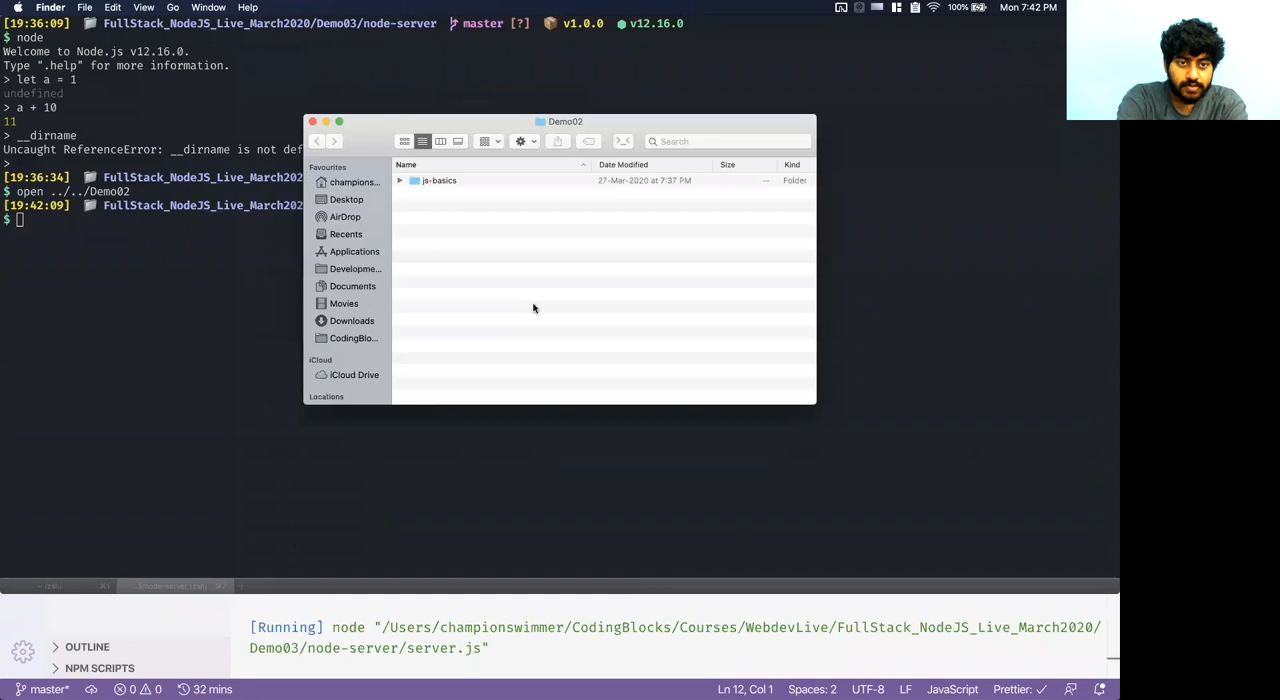 Finder File Edit View Go Window Help 100% Mon 7:42 PM
[19:36:09] FullStack_NodeJS_Live_March2020/Demo03/node-server master [?] v1.0.0 v12.16.0
$ node
Welcome to Node.js v12.16.0.
Type ".help" for more information.
> let a = 1
undefined
> a + 10
11
> __dirname
Uncaught ReferenceError: __dirname is not def
>
[19:36:34] FullStack_NodeJS_Live_March202
$ open ../../Demo02
[19:42:09] FullStack_NodeJS_Live_March202
$
Demo02
Search
Favourites
champions...
Desktop
AirDrop
Recents
Applications
Developme...
Documents
Movies
Downloads
CodingBlo...
iCloud
iCloud Drive
Locations
Name Date Modified Size Kind
js-basics 27-Mar-2020 at 7:37 PM -- Folder
OUTLINE
NPM SCRIPTS
[Running] node "/Users/championswimmer/CodingBlocks/Courses/WebdevLive/FullStack_NodeJS_Live_March2020/
Demo03/node-server/server.js"
master* 0 0 32 mins Ln 12, Col 1 Spaces: 2 UTF-8 LF JavaScript Prettier: ✓